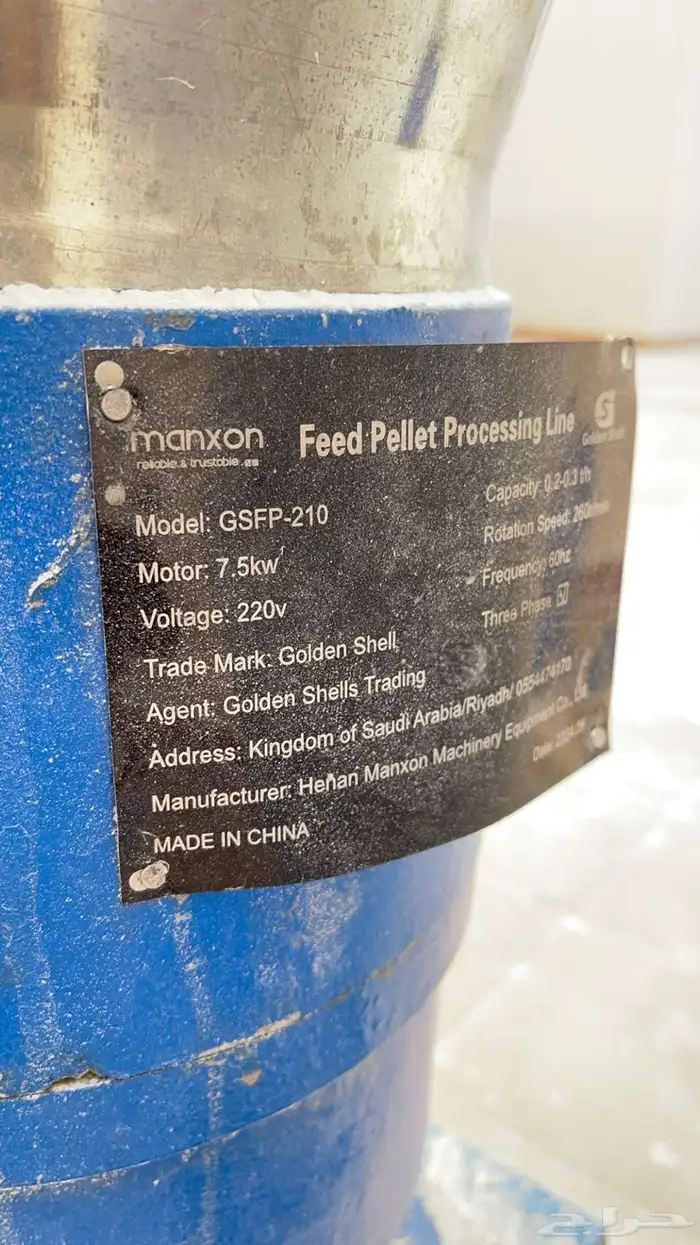 manxon
reliable & trustable
Feed Pellet Processing Line
Golden Shell
Model: GSFP-210
Capacity: 0.2-0.3 t/h
Motor: 7.5kw
Rotation Speed:
Voltage: 220v
Frequency: 60hz
Trade Mark: Golden Shell
Three Phase ☑
Agent: Golden Shells Trading
Address: Kingdom of Saudi Arabia/Riyadh/ 0554474170
Manufacturer: Henan Manxon Machinery Equipment Co., Ltd
MADE IN CHINA
Date:
حراج